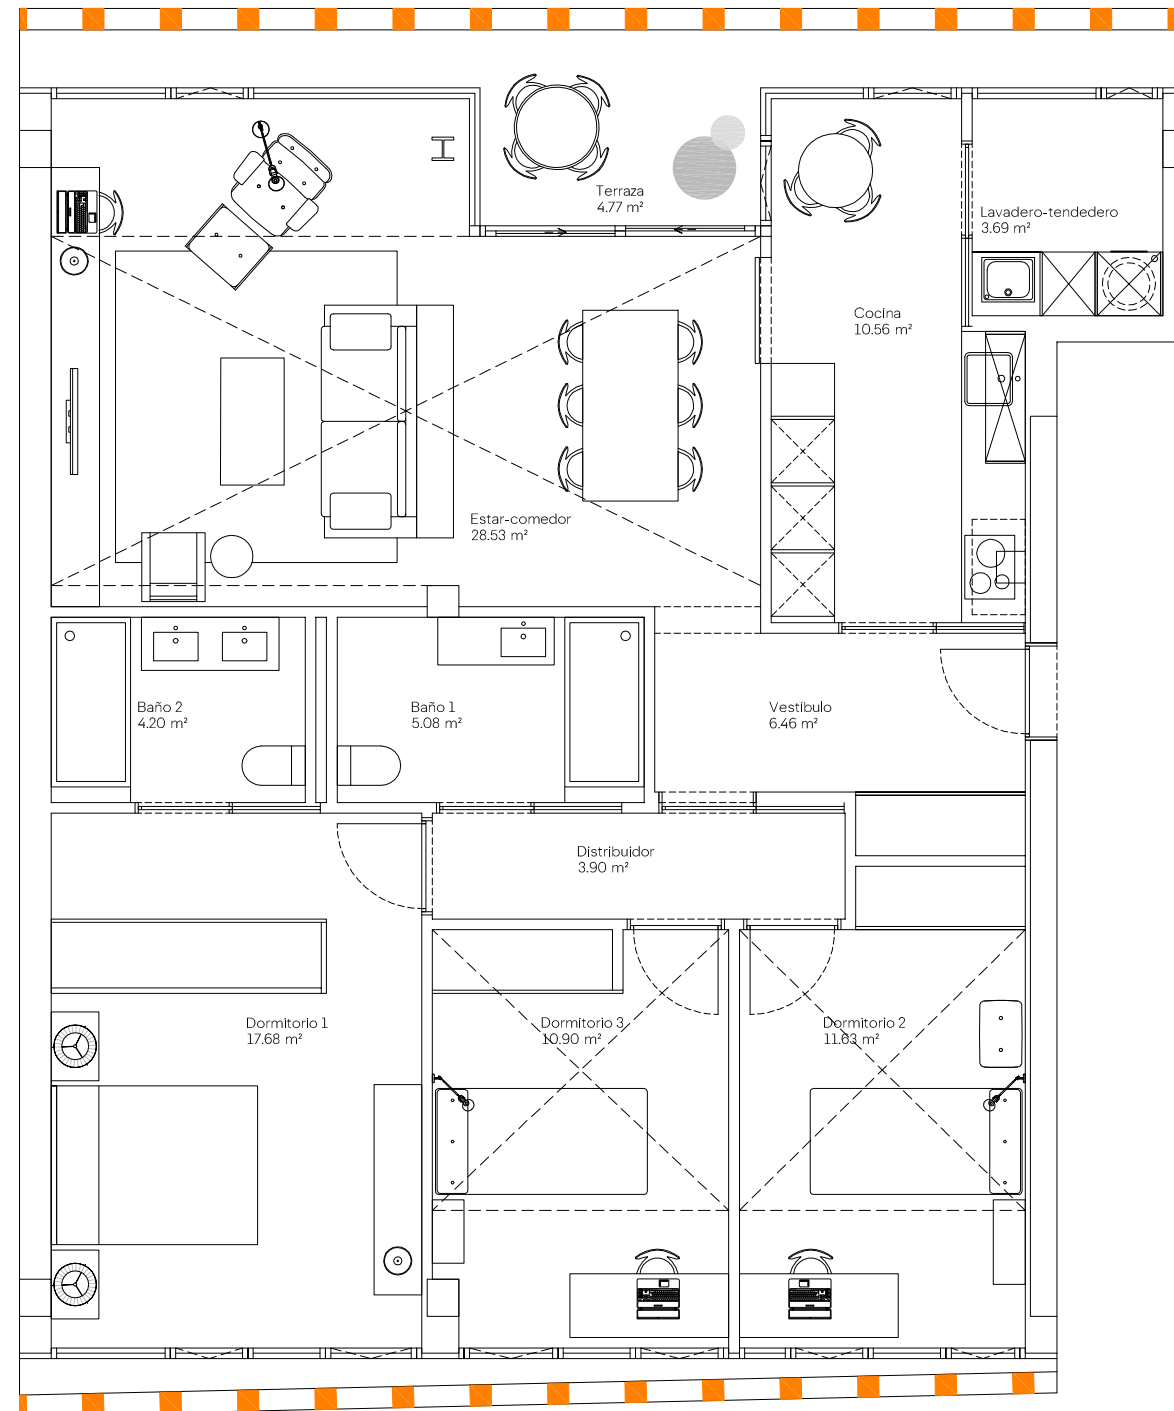 Terraza
4.77 m²
Lavadero-tendedero
3.69 m²
Cocina
10.56 m²
Estar-comedor
28.53 m²
Baño 2
4.20 m²
Baño 1
5.08 m²
Vestíbulo
6.46 m²
Distribuidor
3.90 m²
Dormitorio 1
17.68 m²
Dormitorio 3
10.90 m²
Dormitorio 2
11.63 m²